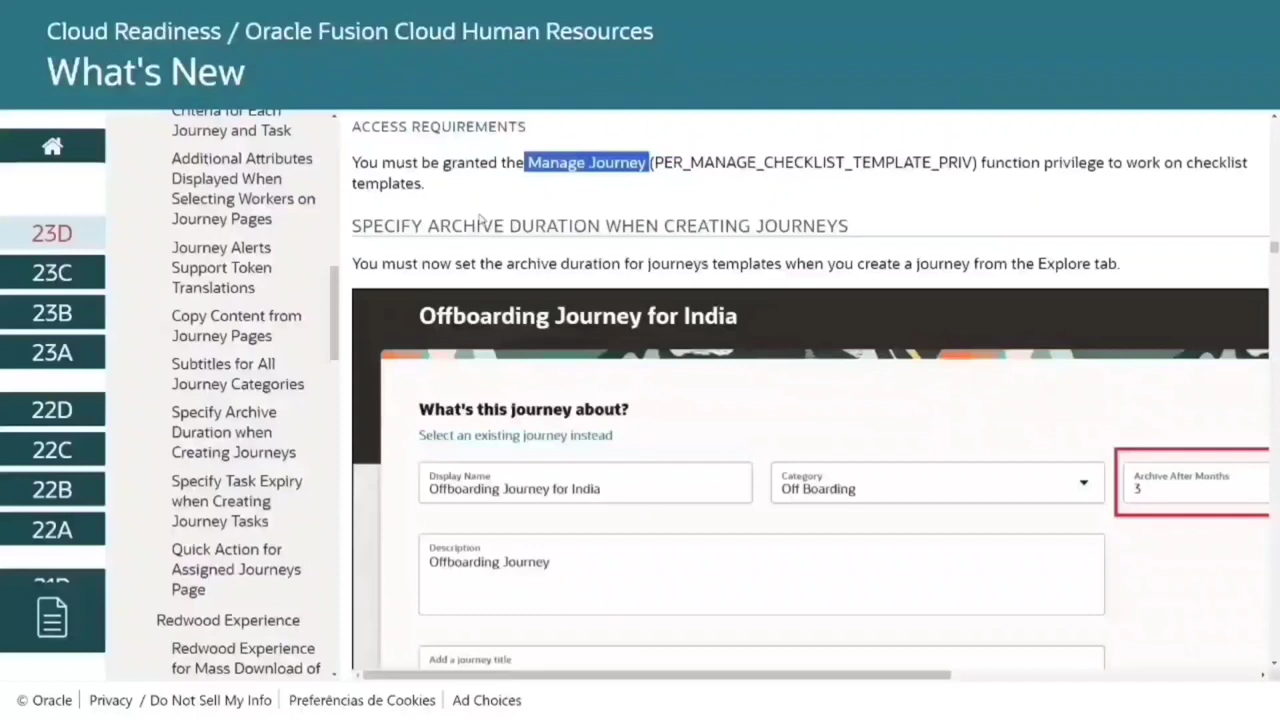 Cloud Readiness / Oracle Fusion Cloud Human Resources
What's New
23D
23C
23B
23A
22D
22C
22B
22A
Criteria for Each
Journey and Task
Additional Attributes
Displayed When
Selecting Workers on
Journey Pages
Journey Alerts
Support Token
Translations
Copy Content from
Journey Pages
Subtitles for All
Journey Categories
Specify Archive
Duration when
Creating Journeys
Specify Task Expiry
when Creating
Journey Tasks
Quick Action for
Assigned Journeys
Page
Redwood Experience
Redwood Experience
for Mass Download of
ACCESS REQUIREMENTS
You must be granted the Manage Journey (PER_MANAGE_CHECKLIST_TEMPLATE_PRIV) function privilege to work on checklist
templates.
SPECIFY ARCHIVE DURATION WHEN CREATING JOURNEYS
You must now set the archive duration for journeys templates when you create a journey from the Explore tab.
Offboarding Journey for India
What's this journey about?
Select an existing journey instead
Display Name
Offboarding Journey for India
Category
Off Boarding
Archive After Months
3
Description
Offboarding Journey
Add a journey title
© Oracle | Privacy / Do Not Sell My Info | Preferências de Cookies | Ad Choices